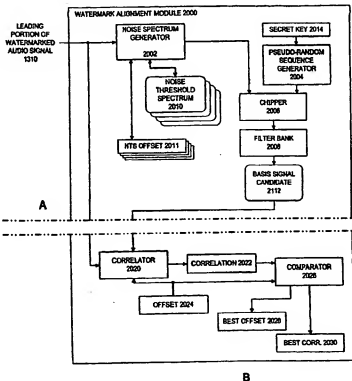 WATERMARK ALIGNMENT MODULE 2000
LEADING
PORTION OF
WATERMARKED
AUDIO SIGNAL
1310
NOISE SPECTRUM
GENERATOR
2002
SECRET KEY 2014
PSEUDO-RANDOM
SEQUENCE
GENERATOR
2004
NOISE
THRESHOLD
SPECTRUM
2010
CHIPPER
2006
NTS OFFSET 2011
FILTER BANK
2008
BASIS SIGNAL
CANDIDATE
2112
A
CORRELATOR
2020
CORRELATION 2022
COMPARATOR
2026
OFFSET 2024
BEST OFFSET 2028
BEST CORR. 2030
B